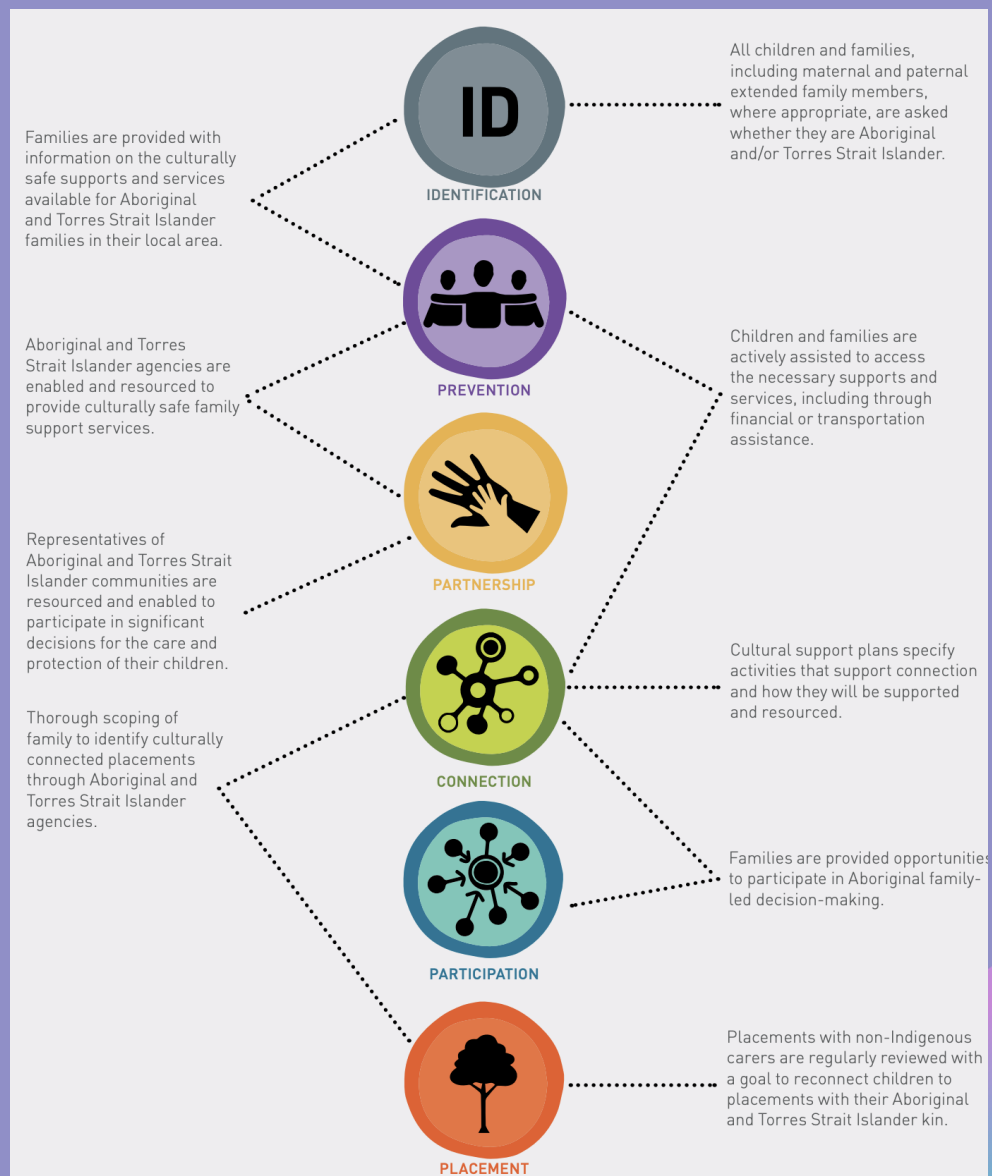 ID
IDENTIFICATION
All children and families,
including maternal and paternal
extended family members,
where appropriate, are asked
whether they are Aboriginal
and/or Torres Strait Islander.
Families are provided with
information on the culturally
safe supports and services
available for Aboriginal
and Torres Strait Islander
families in their local area.
PREVENTION
Aboriginal and Torres
Strait Islander agencies are
enabled and resourced to
provide culturally safe family
support services.
Children and families are
actively assisted to access
the necessary supports and
services, including through
financial or transportation
assistance.
PARTNERSHIP
Representatives of
Aboriginal and Torres Strait
Islander communities are
resourced and enabled to
participate in significant
decisions for the care and
protection of their children.
Cultural support plans specify
activities that support connection
and how they will be supported
and resourced.
CONNECTION
Thorough scoping of
family to identify culturally
connected placements
through Aboriginal and
Torres Strait Islander
agencies.
Families are provided opportunities
to participate in Aboriginal family-
led decision-making.
PARTICIPATION
Placements with non-Indigenous
carers are regularly reviewed with
a goal to reconnect children to
placements with their Aboriginal
and Torres Strait Islander kin.
PLACEMENT